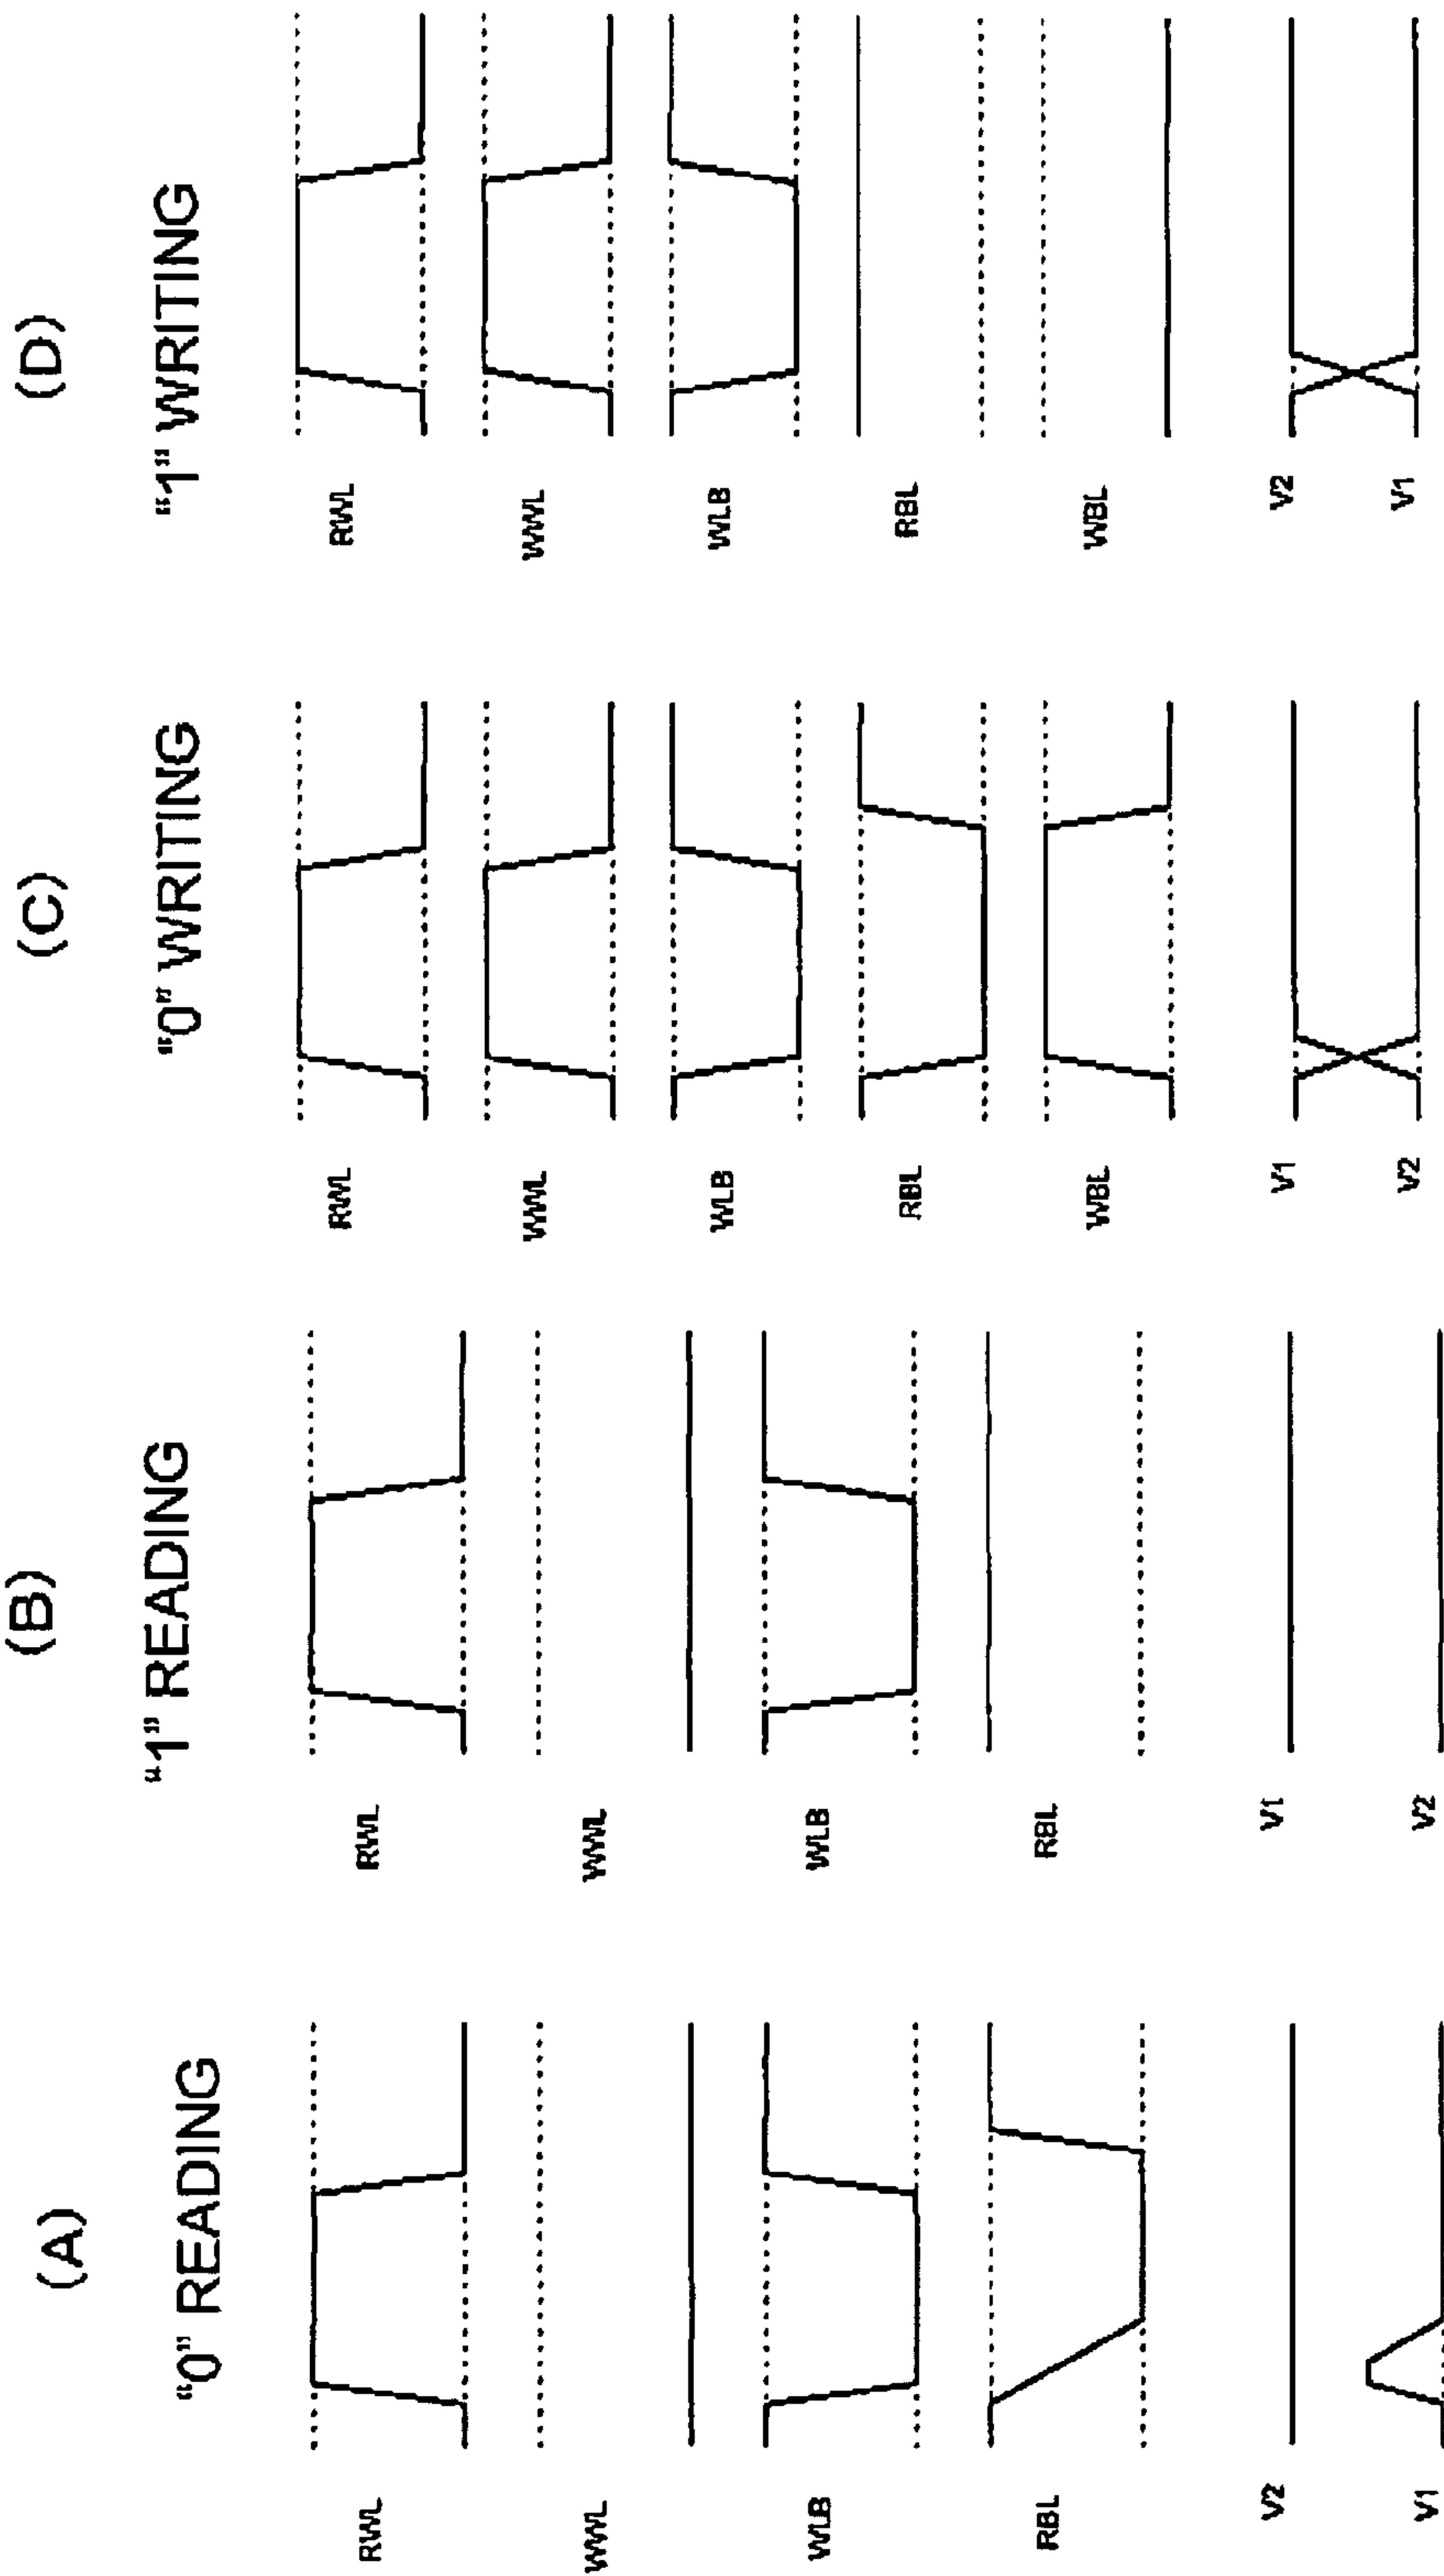 (A)
"0" READING
RWL
WWL
WLB
RBL
V2
V1
(B)
"1" READING
RWL
WWL
WLB
RBL
V1
V2
(C)
"0" WRITING
RWL
WWL
WLB
RBL
WBL
V1
V2
(D)
"1" WRITING
RWL
WWL
WLB
RBL
WBL
V2
V1